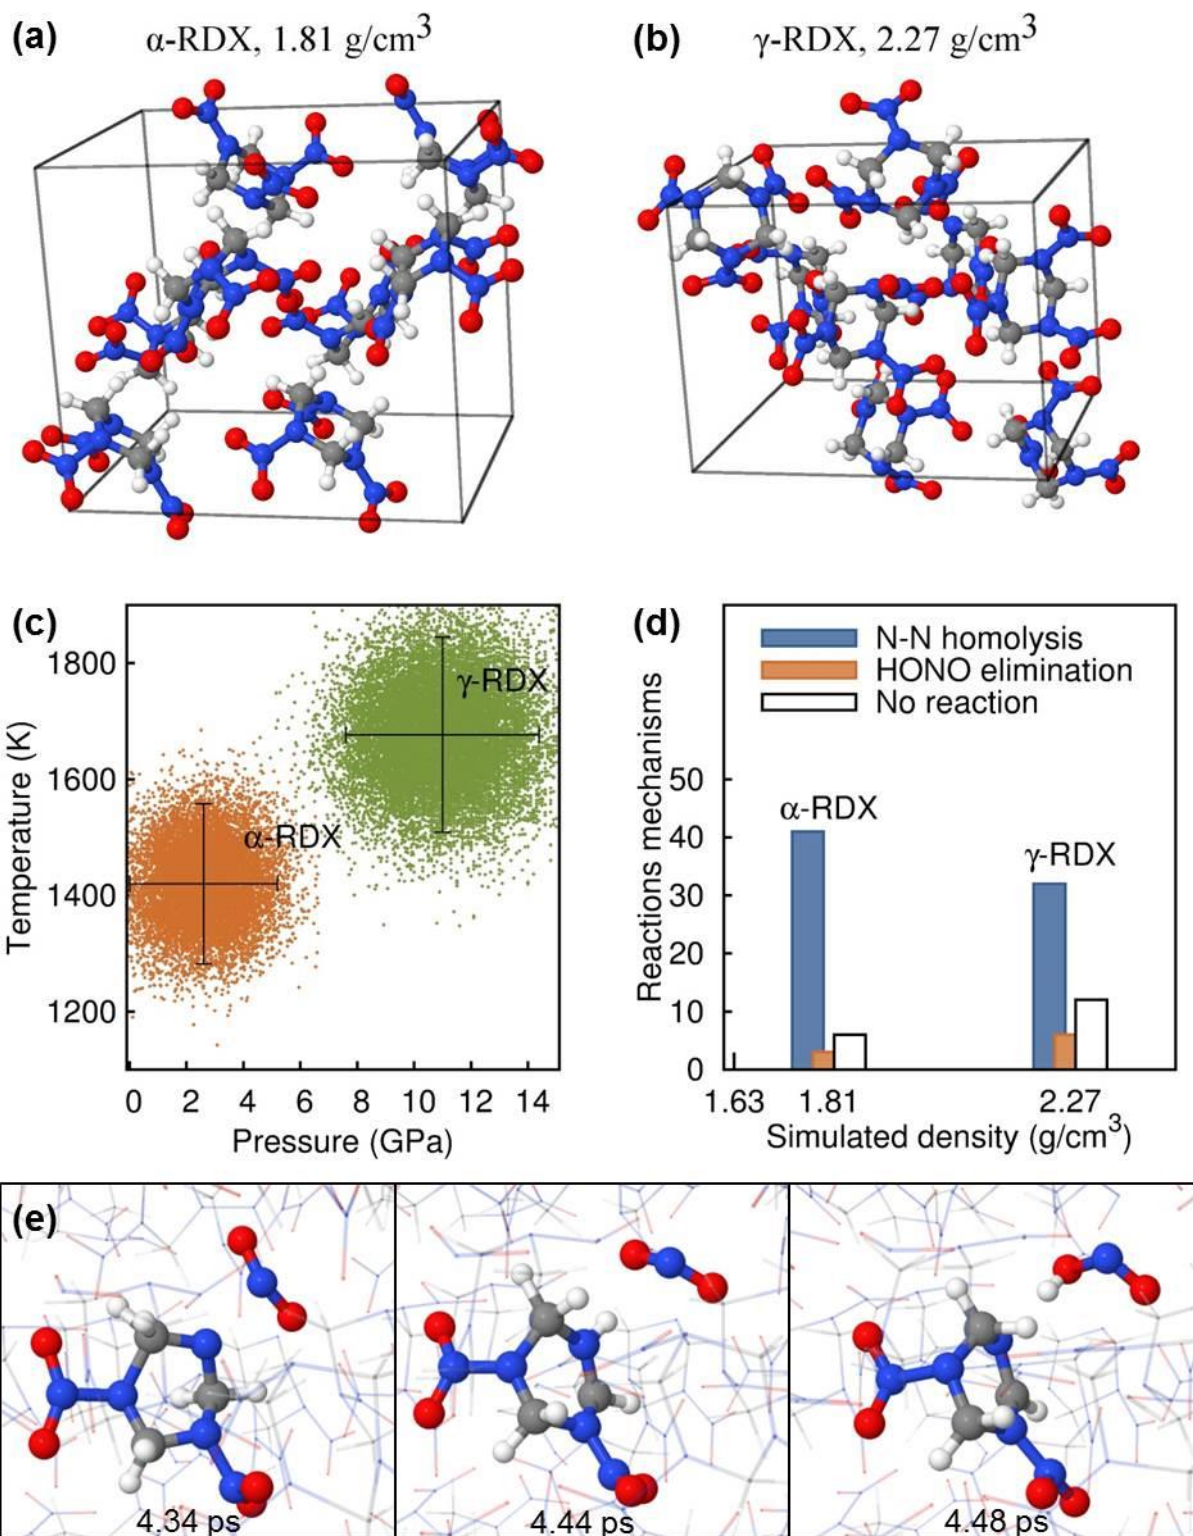 (a) α-RDX, 1.81 g/cm³
(b) γ-RDX, 2.27 g/cm³
(c)
Temperature (K)
1800
1600
1400
1200
γ-RDX
α-RDX
0 2 4 6 8 10 12 14
Pressure (GPa)
(d)
N-N homolysis
HONO elimination
No reaction
Reactions mechanisms
50
40
30
20
10
0
α-RDX
γ-RDX
1.63 1.81 2.27
Simulated density (g/cm³)
(e)
4.34 ps
4.44 ps
4.48 ps